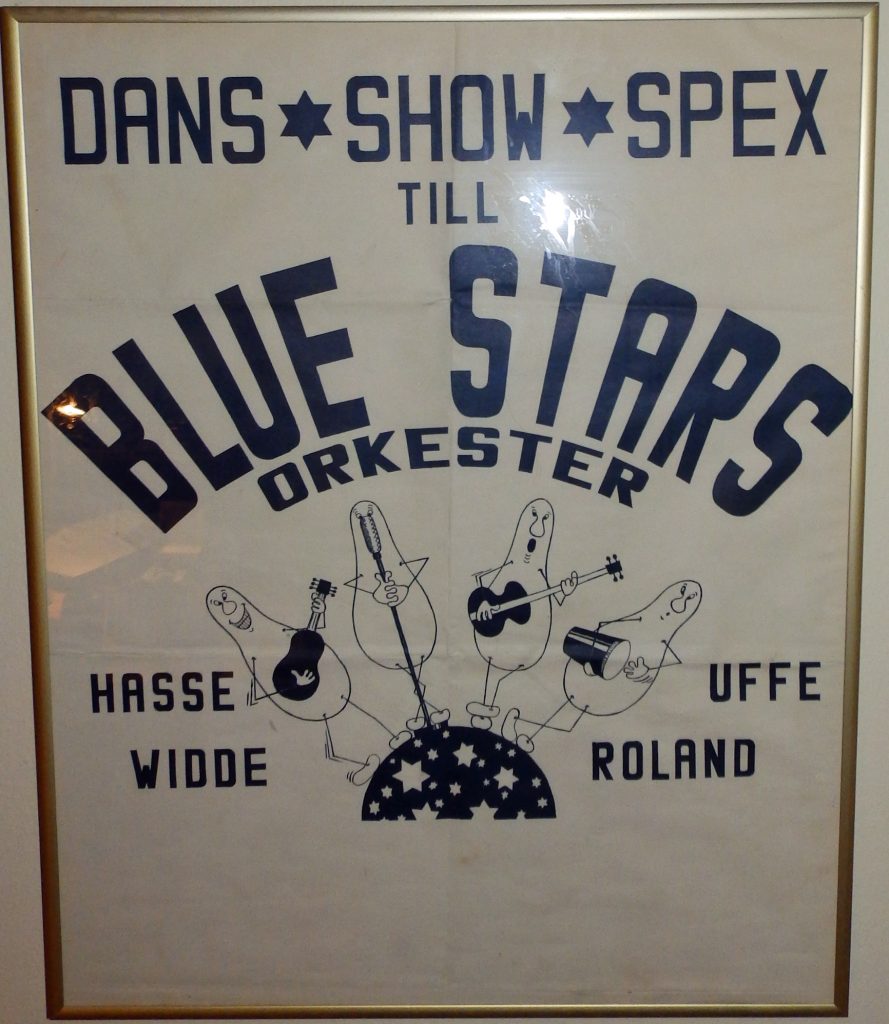 DANS ★ SHOW ★ SPEX
TILL
BLUE STARS
ORKESTER
HASSE UFFE
WIDDE ROLAND